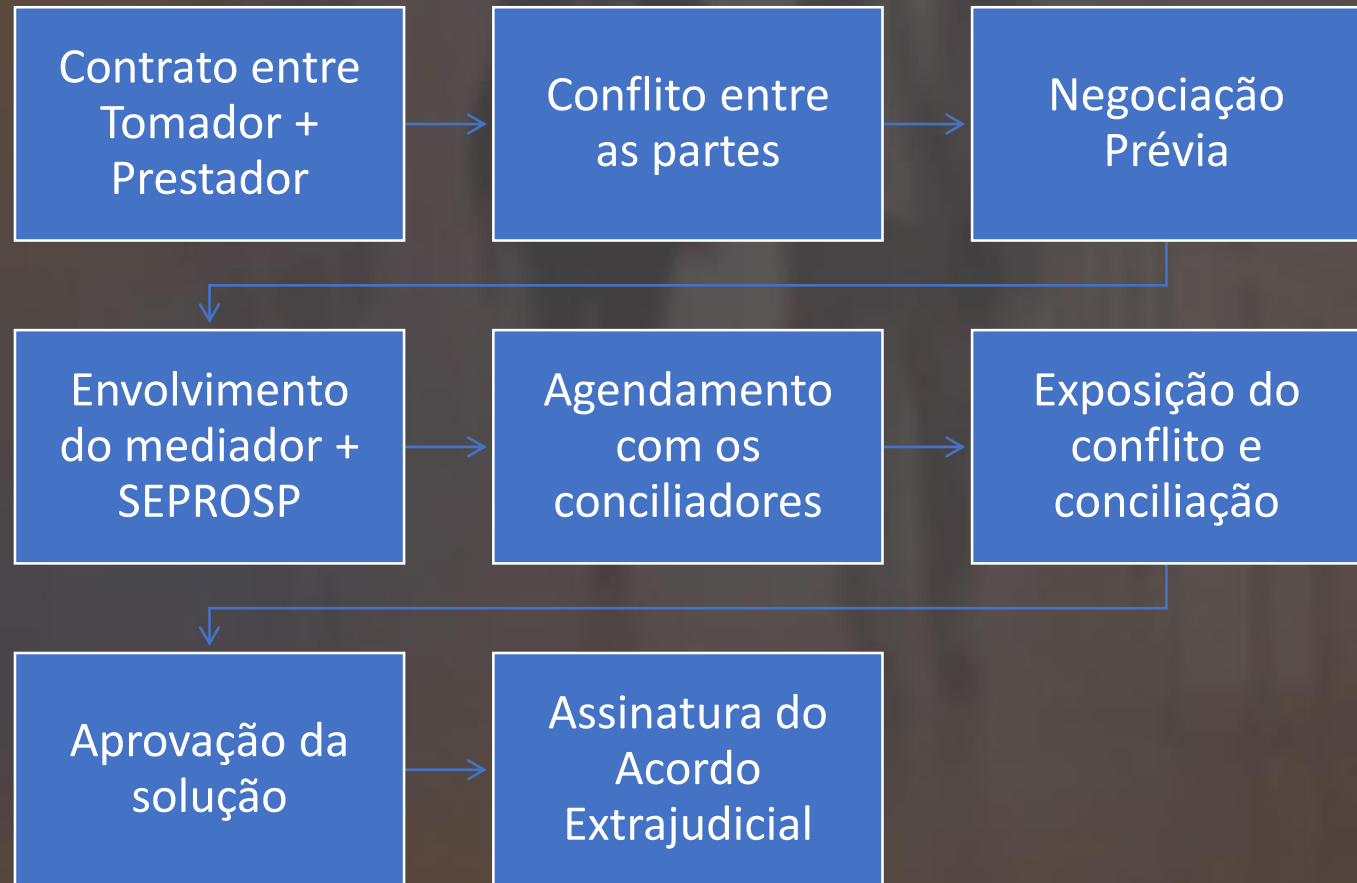 Contrato entre
Tomador +
Prestador
Conflito entre
as partes
Negociação
Prévia
Envolvimento
do mediador +
SEPROSP
Agendamento
com os
conciliadores
Exposição do
conflito e
conciliação
Aprovação da
solução
Assinatura do
Acordo
Extrajudicial